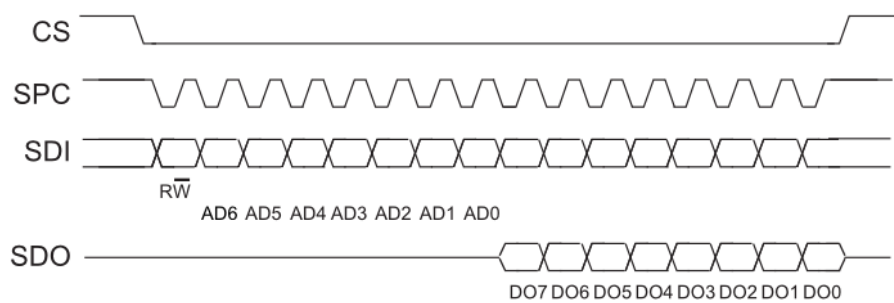 CS
SPC
SDI
RW̅
AD6 AD5 AD4 AD3 AD2 AD1 AD0
SDO
DO7 DO6 DO5 DO4 DO3 DO2 DO1 DO0